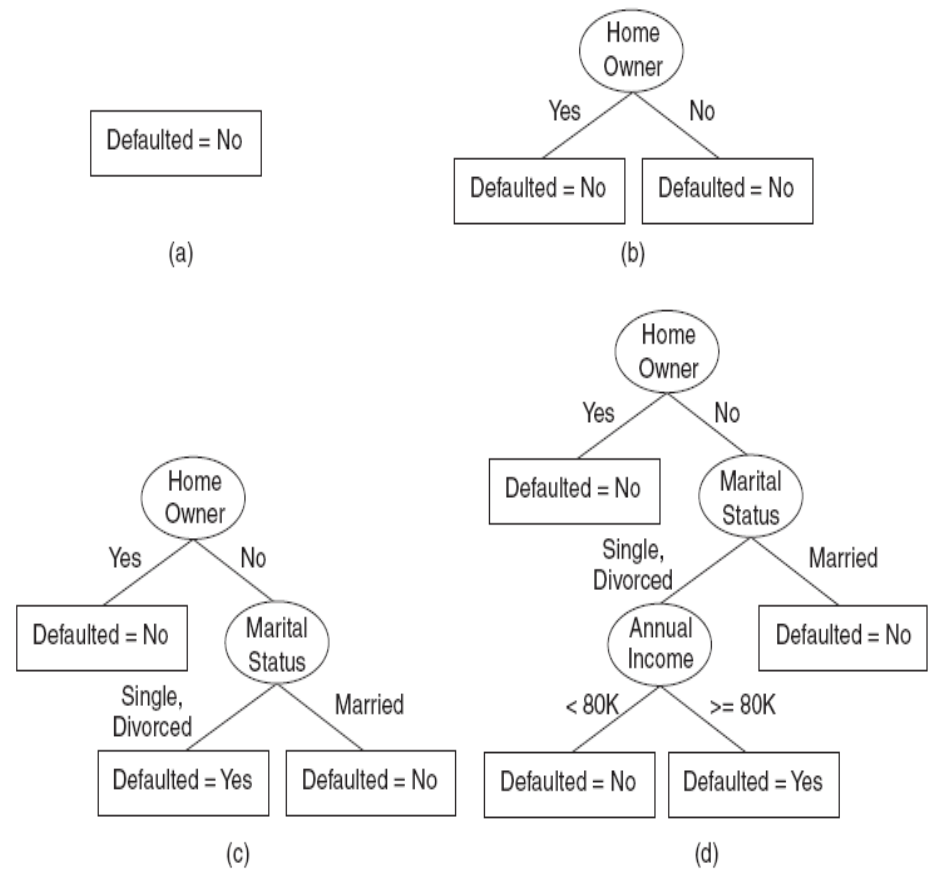 Defaulted = No
(a)
Home
Owner
Yes
No
Defaulted = No
Defaulted = No
(b)
Home
Owner
Yes
No
Defaulted = No
Marital
Status
Single,
Divorced
Married
Defaulted = Yes
Defaulted = No
(c)
Home
Owner
Yes
No
Defaulted = No
Marital
Status
Single,
Divorced
Married
Annual
Income
Defaulted = No
< 80K
>= 80K
Defaulted = No
Defaulted = Yes
(d)